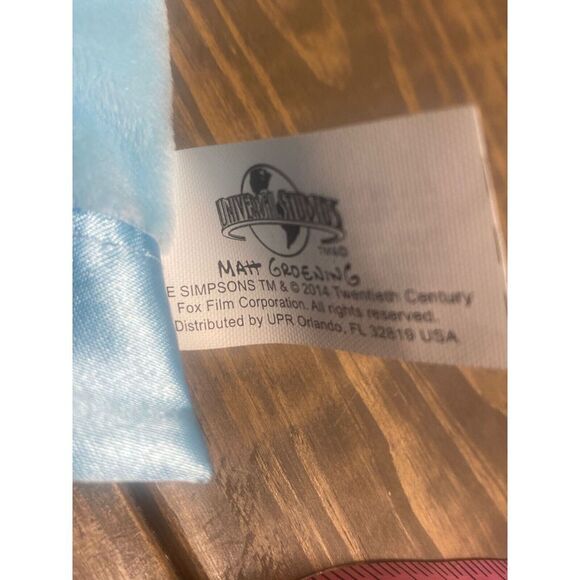 UNIVERSAL STUDIOS
TM&©
MATT GROENING
E SIMPSONS TM & © 2014 Twentieth Century
Fox Film Corporation. All rights reserved.
Distributed by UPR Orlando, FL 32819 USA